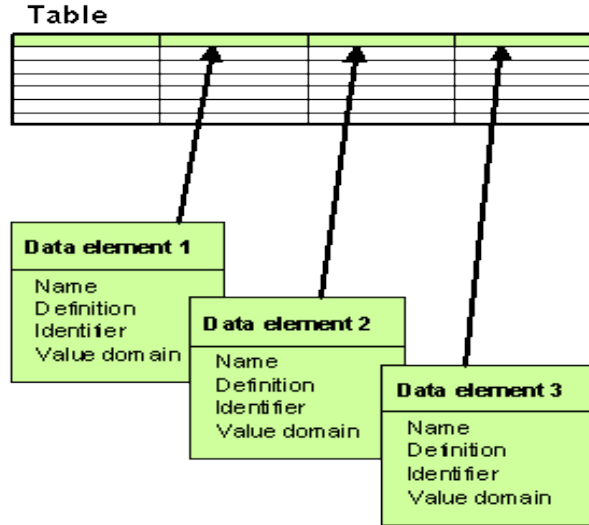 Table
Data element 1
Name
Definition
Identifier
Value domain
Data element 2
Name
Definition
Identifier
Value domain
Data element 3
Name
Definition
Identifier
Value domain